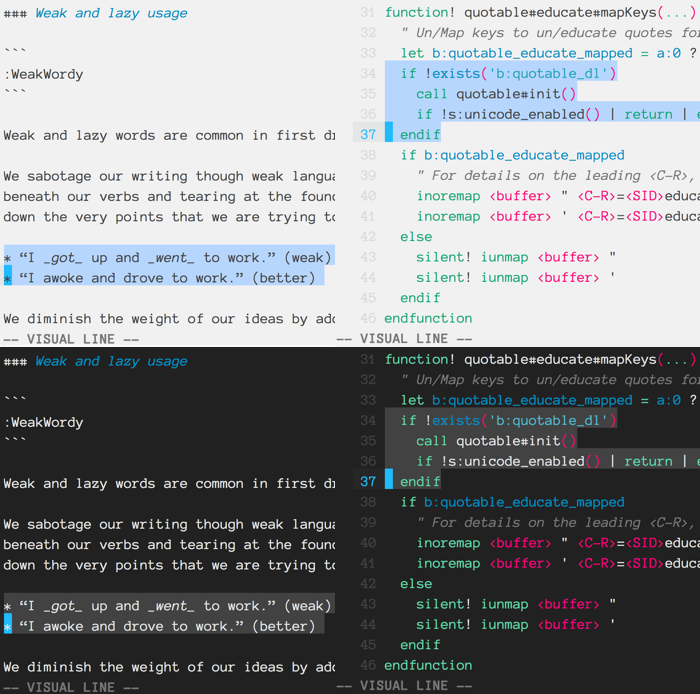 ### Weak and lazy usage
```
:WeakWordy
```
Weak and lazy words are common in first
We sabotage our writing though weak
beneath our verbs and tearing at the
down the very points that we are trying
* “I _got_ up and _went_ to work.” (weak)
* “I awoke and drove to work.” (better)
We diminish the weight of our ideas by
-- VISUAL LINE --
31 function! quotable#educate#mapKeys(...)
32 " Un/Map keys to un/educate quotes
33 let b:quotable_educate_mapped = a:0 ?
34 if !exists('b:quotable_dl')
35 call quotable#init()
36 if !s:unicode_enabled() | return |
37 endif
38 if b:quotable_educate_mapped
39 " For details on the leading <C-R>,
40 inoremap <buffer> " <C-R>=<SID>educa
41 inoremap <buffer> ' <C-R>=<SID>educa
42 else
43 silent! iunmap <buffer> "
44 silent! iunmap <buffer> '
45 endif
46 endfunction
-- VISUAL LINE --
### Weak and lazy usage
```
:WeakWordy
```
Weak and lazy words are common in first
We sabotage our writing though weak
beneath our verbs and tearing at the
down the very points that we are trying
* “I _got_ up and _went_ to work.” (weak)
* “I awoke and drove to work.” (better)
We diminish the weight of our ideas by
-- VISUAL LINE --
31 function! quotable#educate#mapKeys(...)
32 " Un/Map keys to un/educate quotes
33 let b:quotable_educate_mapped = a:0 ?
34 if !exists('b:quotable_dl')
35 call quotable#init()
36 if !s:unicode_enabled() | return |
37 endif
38 if b:quotable_educate_mapped
39 " For details on the leading <C-R>,
40 inoremap <buffer> " <C-R>=<SID>educa
41 inoremap <buffer> ' <C-R>=<SID>educa
42 else
43 silent! iunmap <buffer> "
44 silent! iunmap <buffer> '
45 endif
46 endfunction
-- VISUAL LINE --